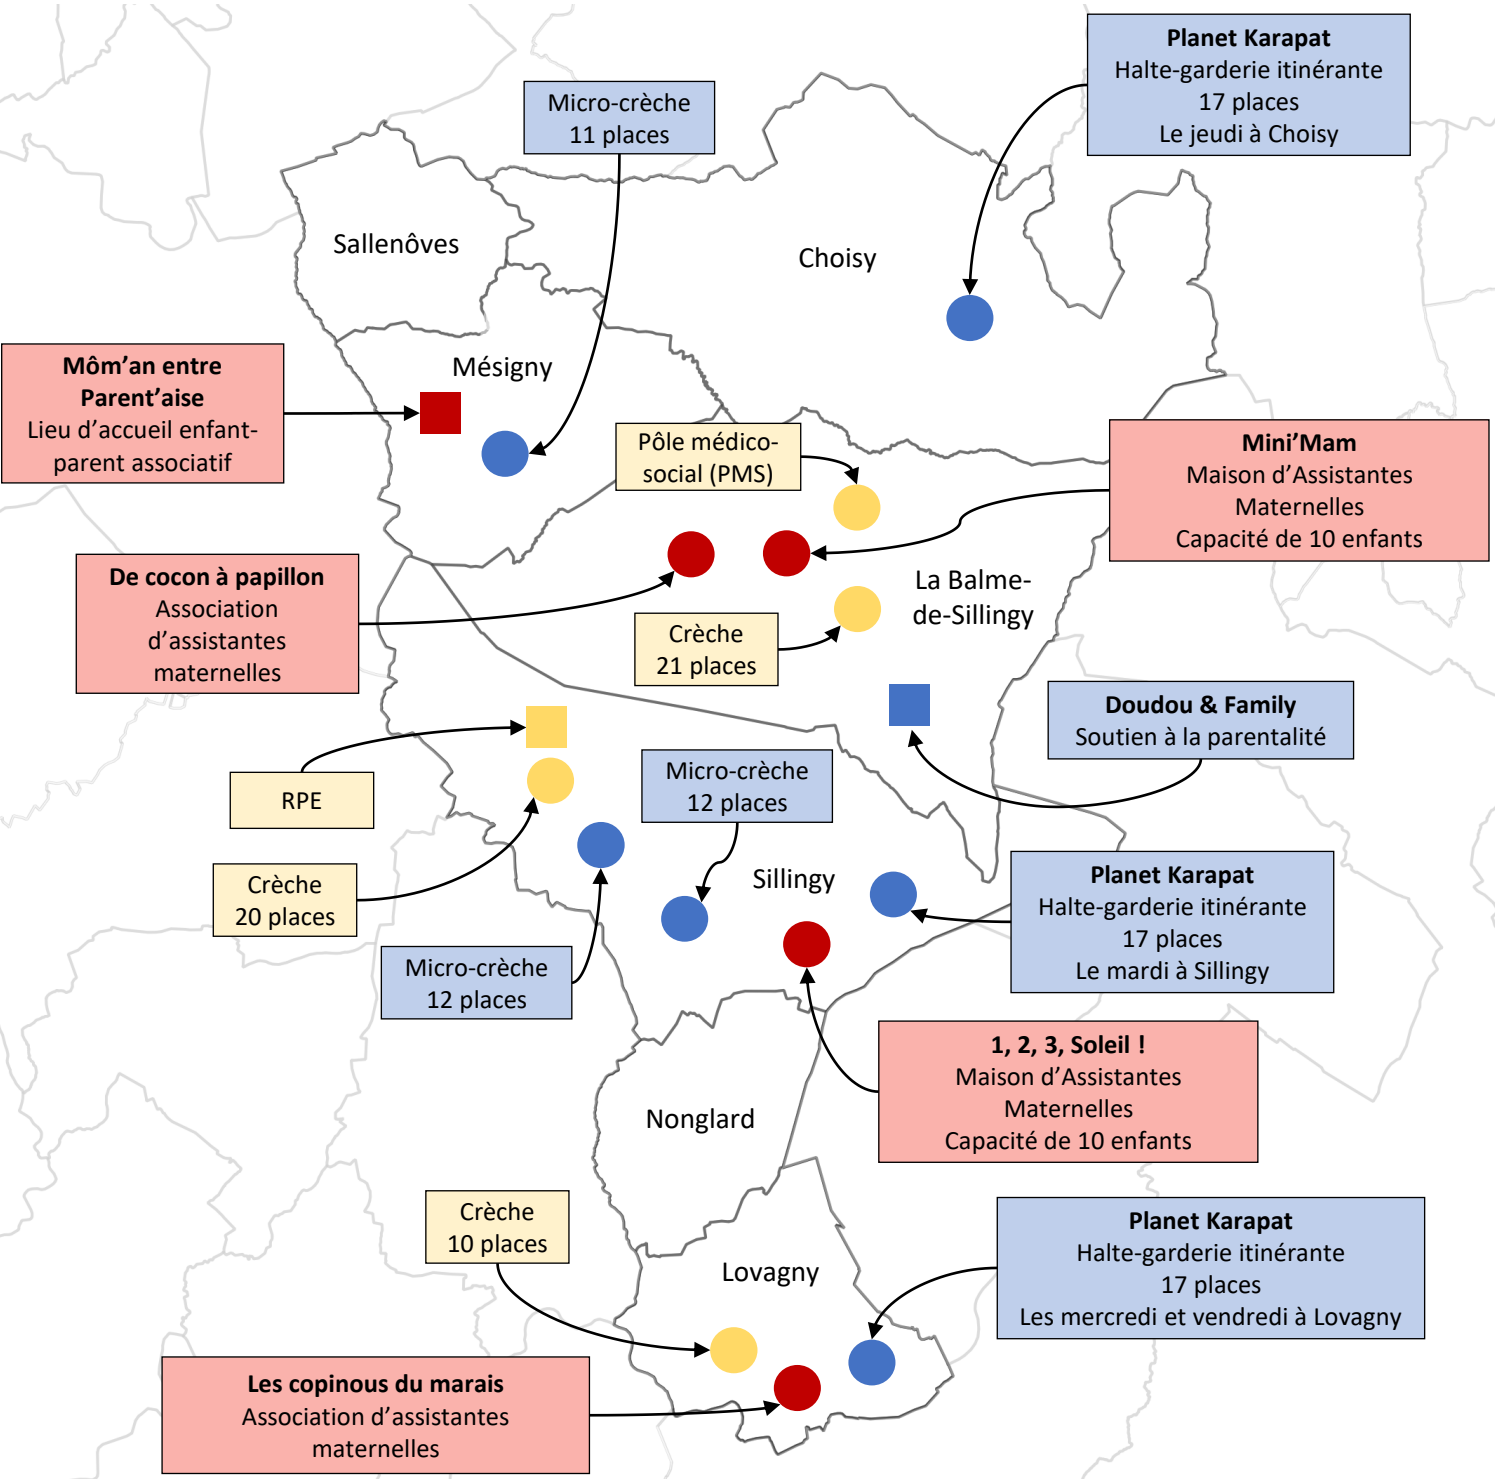 Planet Karapat
Halte-garderie itinérante
17 places
Le jeudi à Choisy
Micro-crèche
11 places
Sallenôves
Choisy
Môm’an entre
Parent’aise
Lieu d’accueil enfant-
parent associatif
Mésigny
Pôle médico-
social (PMS)
Mini’Mam
Maison d’Assistantes
Maternelles
Capacité de 10 enfants
De cocon à papillon
Association
d’assistantes
maternelles
La Balme-
de-Sillingy
Crèche
21 places
Doudou & Family
Soutien à la parentalité
RPE
Micro-crèche
12 places
Crèche
20 places
Sillingy
Planet Karapat
Halte-garderie itinérante
17 places
Le mardi à Sillingy
Micro-crèche
12 places
1, 2, 3, Soleil !
Maison d’Assistantes
Maternelles
Capacité de 10 enfants
Nonglard
Crèche
10 places
Lovagny
Planet Karapat
Halte-garderie itinérante
17 places
Les mercredi et vendredi à Lovagny
Les copinous du marais
Association d’assistantes
maternelles